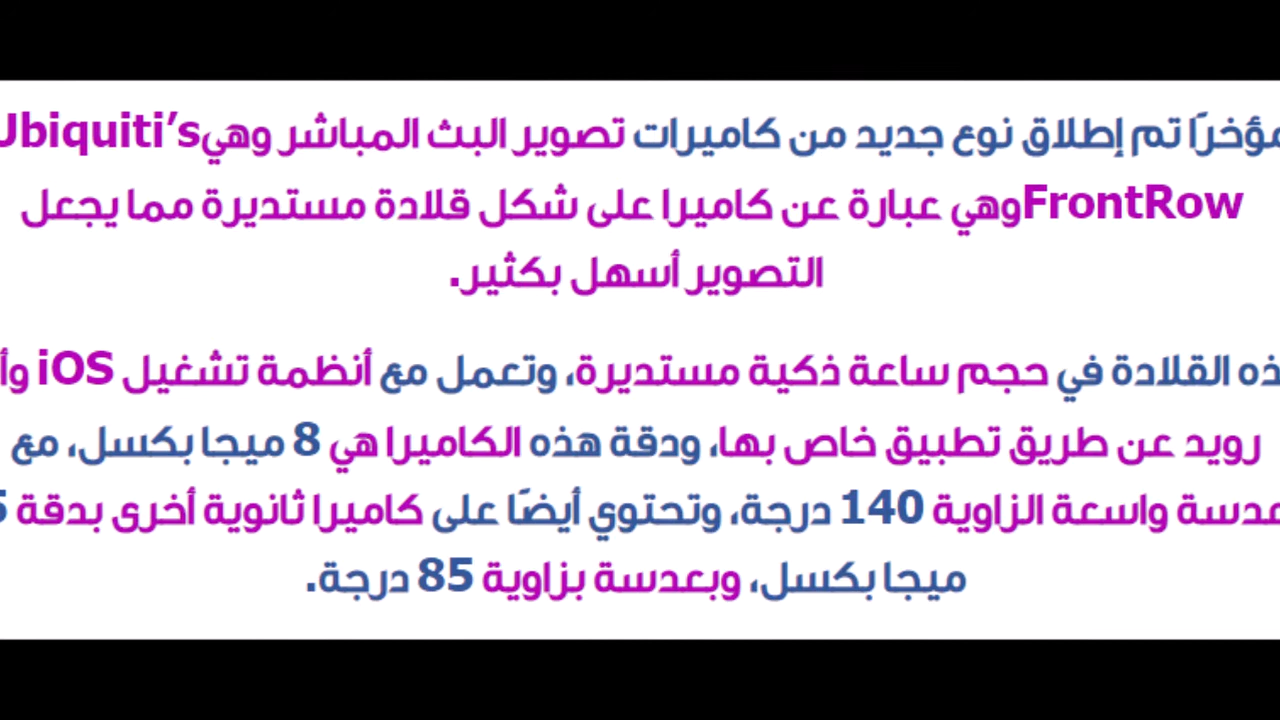 مؤخرًا تم إطلاق نوع جديد من كاميرات تصوير البث المباشر وهيUbiquiti’s
FrontRowوهي عبارة عن كاميرا على شكل قلادة مستديرة مما يجعل
التصوير أسهل بكثير.
ذه القلادة في حجم ساعة ذكية مستديرة، وتعمل مع أنظمة تشغيل iOS وأ
رويد عن طريق تطبيق خاص بها، ودقة هذه الكاميرا هي 8 ميجا بكسل، مع
عدسة واسعة الزاوية 140 درجة، وتحتوي أيضًا على كاميرا ثانوية أخرى بدقة 5
ميجا بكسل، وبعدسة بزاوية 85 درجة.